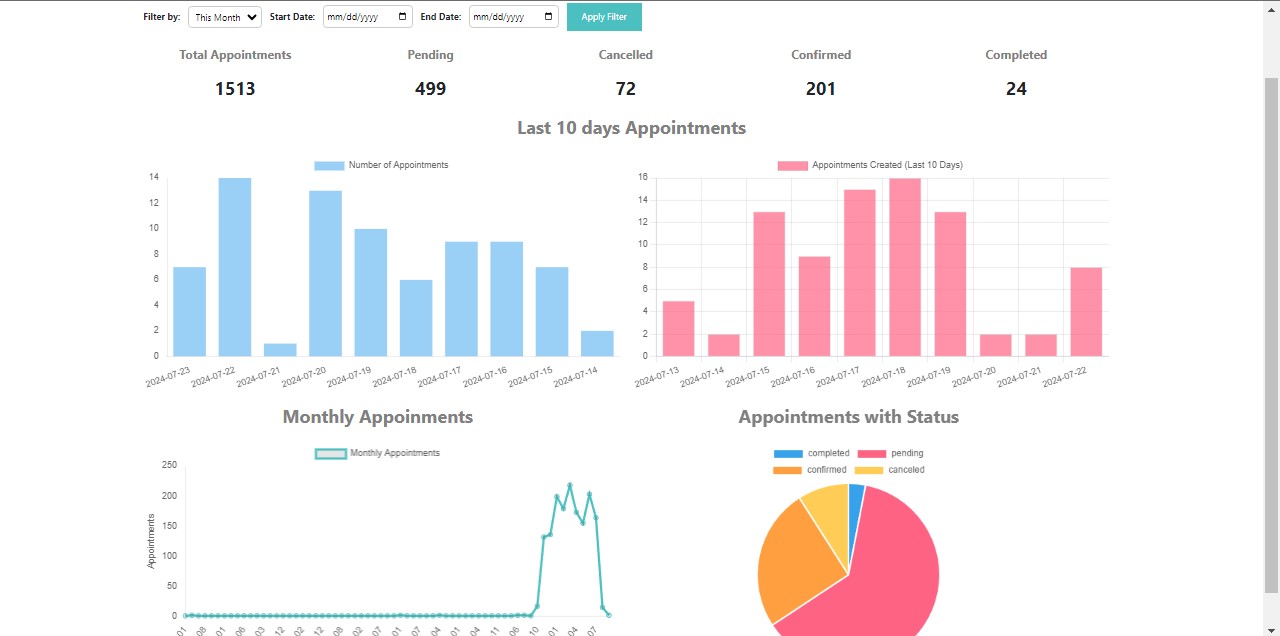 Filter by: This Month Start Date: mm/dd/yyyy End Date: mm/dd/yyyy Apply Filter
Total Appointments Pending Cancelled Confirmed Completed
1513 499 72 201 24
Last 10 days Appointments
Number of Appointments
14
12
10
8
6
4
2
0
2024-07-23 2024-07-22 2024-07-21 2024-07-20 2024-07-19 2024-07-18 2024-07-17 2024-07-16 2024-07-15 2024-07-14
Appointments Created (Last 10 Days)
16
14
12
10
8
6
4
2
0
2024-07-13 2024-07-14 2024-07-15 2024-07-16 2024-07-17 2024-07-18 2024-07-19 2024-07-20 2024-07-21 2024-07-22
Monthly Appoinments
Monthly Appointments
250
200
150
100
50
0
Appointments
01 08 01 06 03 12 02 12 08 02 07 01 07 04 01 04 11 06 10 01 04 07
Appointments with Status
completed pending
confirmed canceled